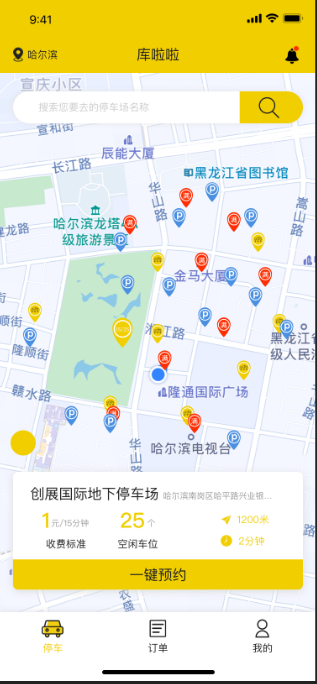 9:41
哈尔滨
库啦啦
宣庆小区
搜索您要去的停车场名称
宣和街
辰能大厦
长江路
黑龙江省图书馆
华山路
嵩山路
哈尔滨龙塔
级旅游景
建龙路
金马大厦
湘江路
顺街
隆顺街
黑龙江省
级人民
赣水路
隆通国际广场
华山路
哈尔滨电视台
创展国际地下停车场 哈尔滨南岗区哈平路兴业银...
1元/15分钟
25个
1200米
收费标准
空闲车位
2分钟
一键预约
农盛
停车
订单
我的